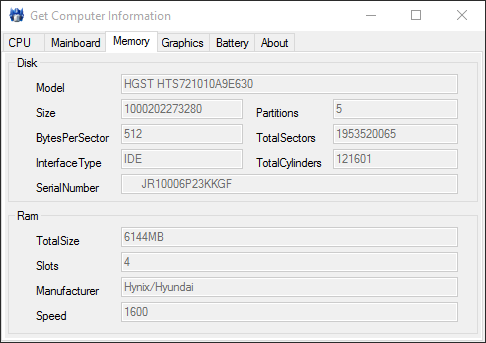 Get Computer Information
CPU Mainboard Memory Graphics Battery About
Disk
Model HGST HTS721010A9E630
Size 1000202273280 Partitions 5
BytesPerSector 512 TotalSectors 1953520065
InterfaceType IDE TotalCylinders 121601
SerialNumber JR10006P23KKGF
Ram
TotalSize 6144MB
Slots 4
Manufacturer Hynix/Hyundai
Speed 1600